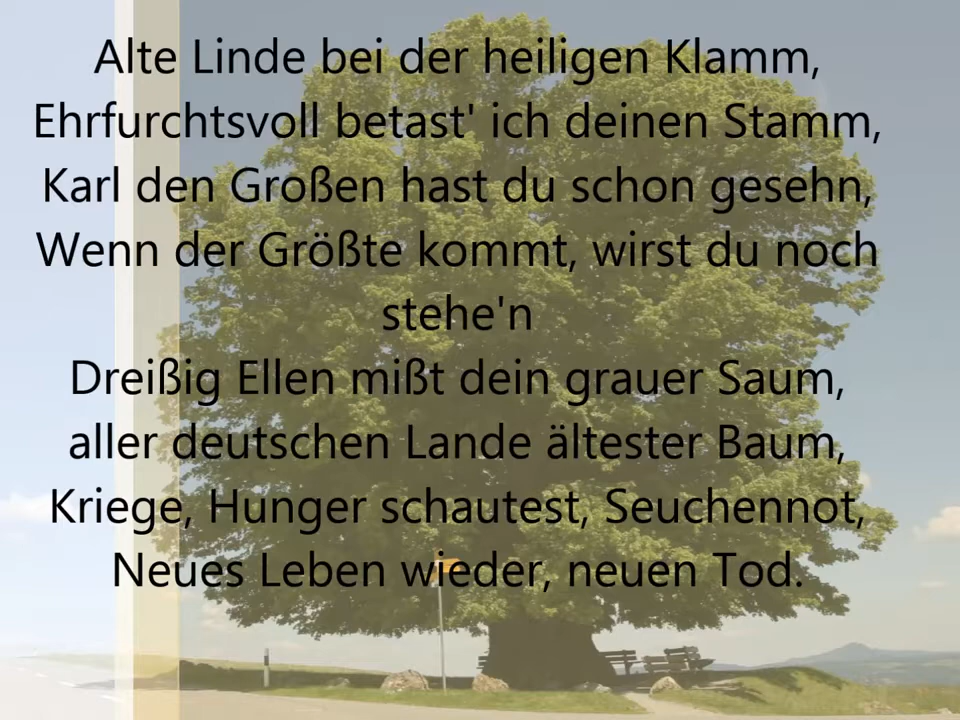 Alte Linde bei der heiligen Klamm,
Ehrfurchtsvoll betast' ich deinen Stamm,
Karl den Großen hast du schon gesehn,
Wenn der Größte kommt, wirst du noch
stehe'n
Dreißig Ellen mißt dein grauer Saum,
aller deutschen Lande ältester Baum,
Kriege, Hunger schautest, Seuchennot,
Neues Leben wieder, neuen Tod.